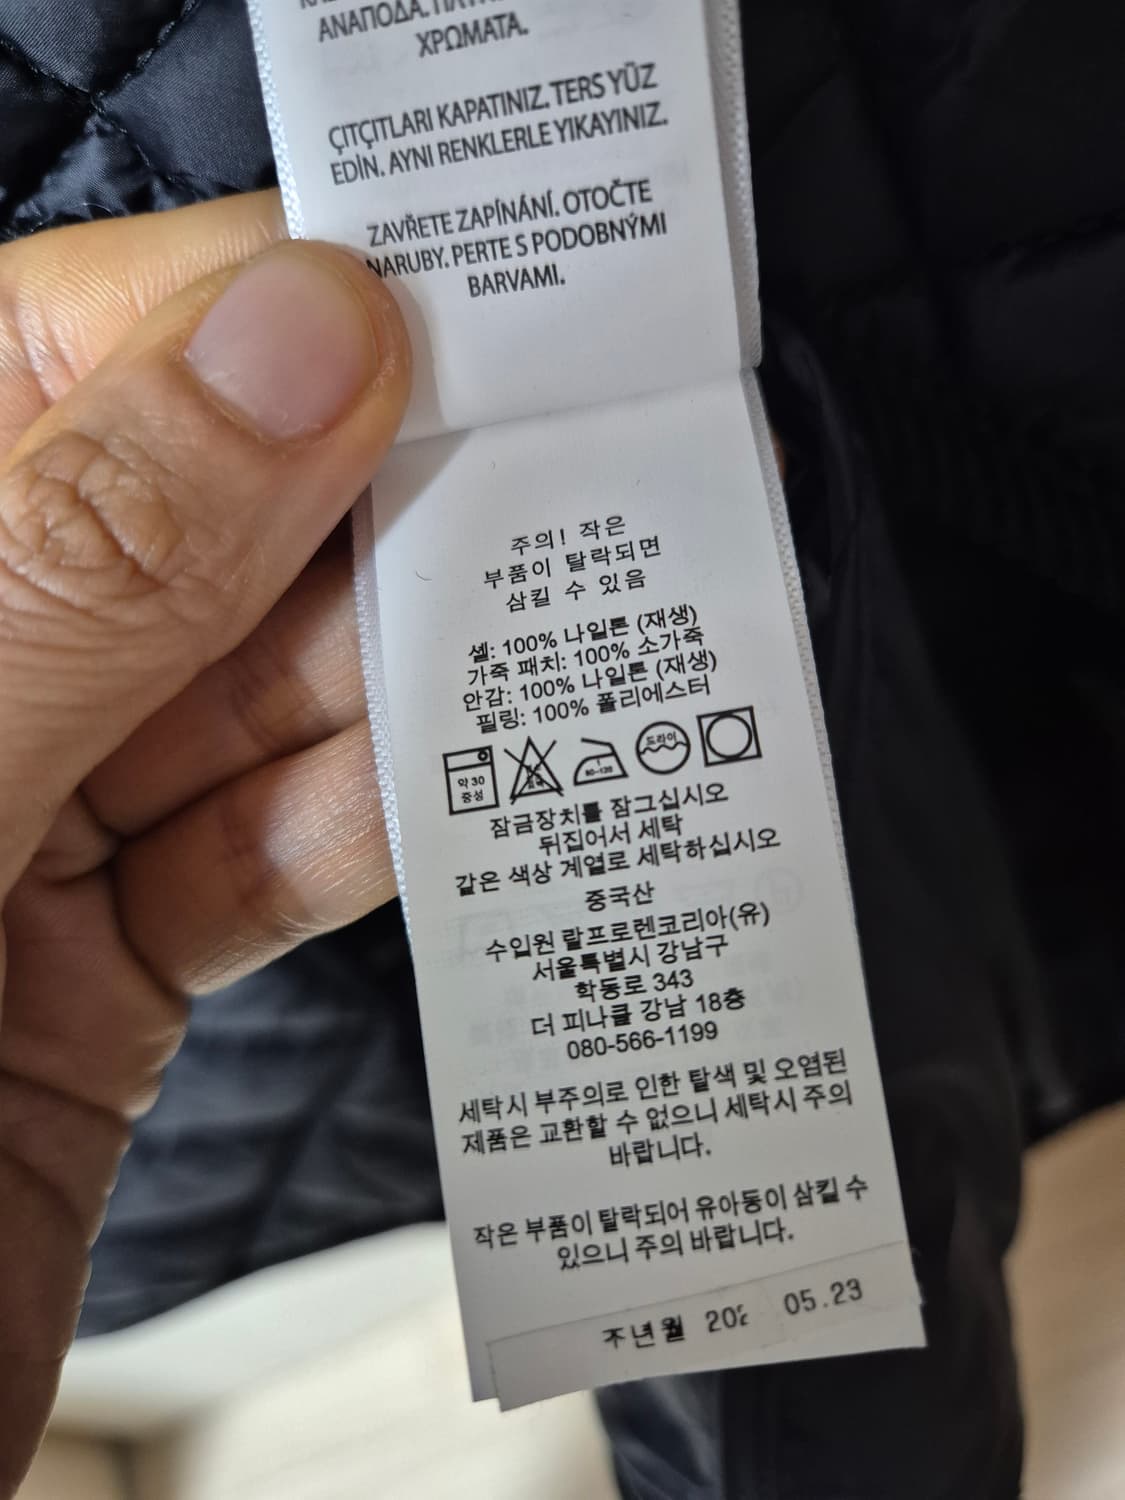 ΑΝΑΠΟΔΑ.
ΧΡΩΜΑΤΑ.
ÇITÇITLARI KAPATINIZ. TERS YÜZ
EDİN. AYNI RENKLERLE YIKAYINIZ.
ZAVŘETE ZAPÍNÁNÍ. OTOČTE
NARUBY. PERTE S PODOBNÝMI
BARVAMI.
주의! 작은
부품이 탈락되면
삼킬 수 있음
셸: 100% 나일론 (재생)
가죽 패치: 100% 소가죽
안감: 100% 나일론 (재생)
필링: 100% 폴리에스터
약 30
중성
1
80-120
드라이
잠금장치를 잠그십시오
뒤집어서 세탁
같은 색상 계열로 세탁하십시오
중국산
수입원 랄프로렌코리아(유)
서울특별시 강남구
학동로 343
더 피나클 강남 18층
080-566-1199
세탁시 부주의로 인한 탈색 및 오염된
제품은 교환할 수 없으니 세탁시 주의
바랍니다.
작은 부품이 탈락되어 유아동이 삼킬 수
있으니 주의 바랍니다.
05.23